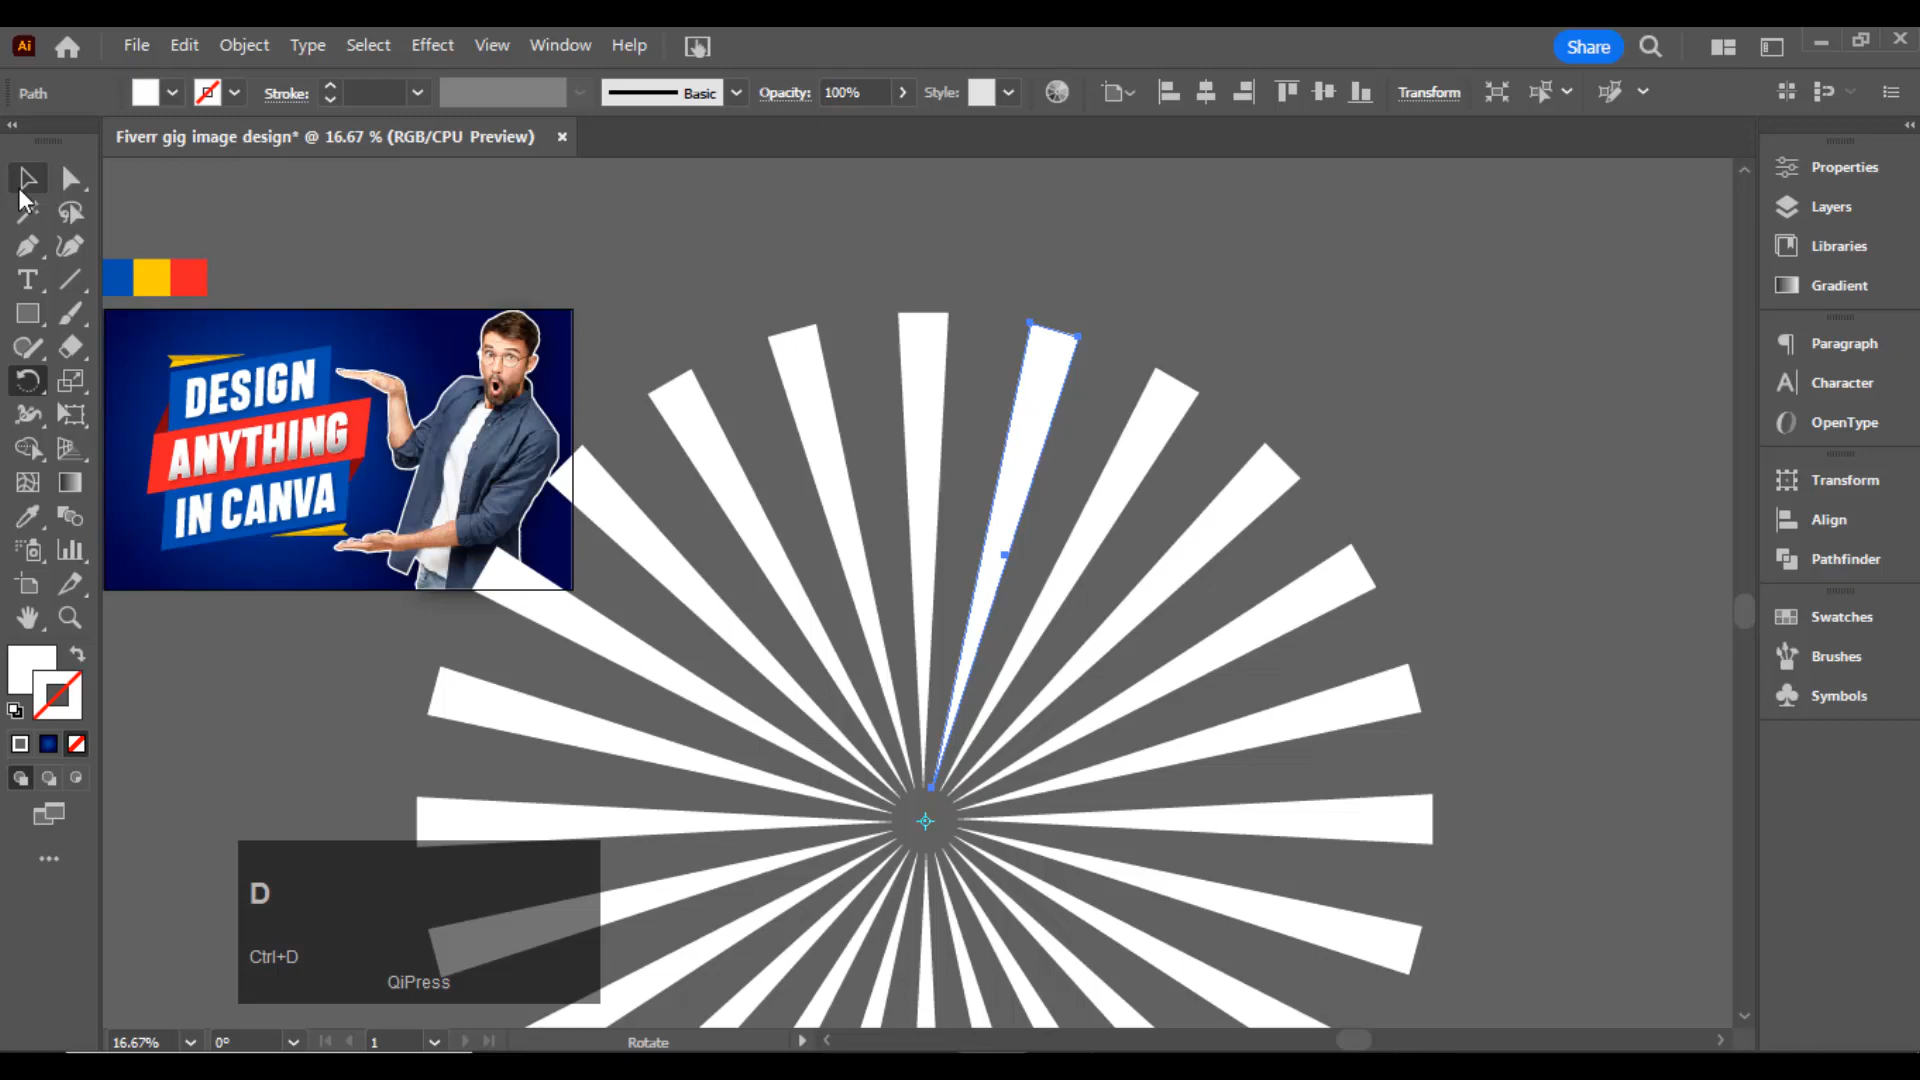 Ai File Edit Object Type Select Effect View Window Help Share
Path Stroke: Basic Opacity: 100% Style: Transform
Fiverr gig image design* @ 16.67 % (RGB/CPU Preview) ×
Properties
Layers
Libraries
Gradient
Paragraph
Character
OpenType
Transform
Align
Pathfinder
Swatches
Brushes
Symbols
DESIGN
ANYTHING
IN CANVA
D
Ctrl+D
QiPress
16.67% 0° 1 Rotate